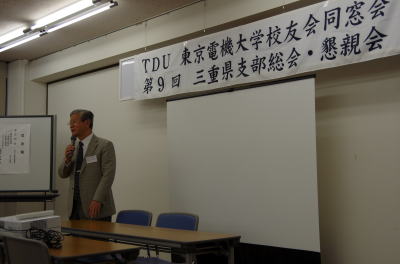 TDU 東京電機大学校友会同窓会
第9回 三重県支部総会・懇親会